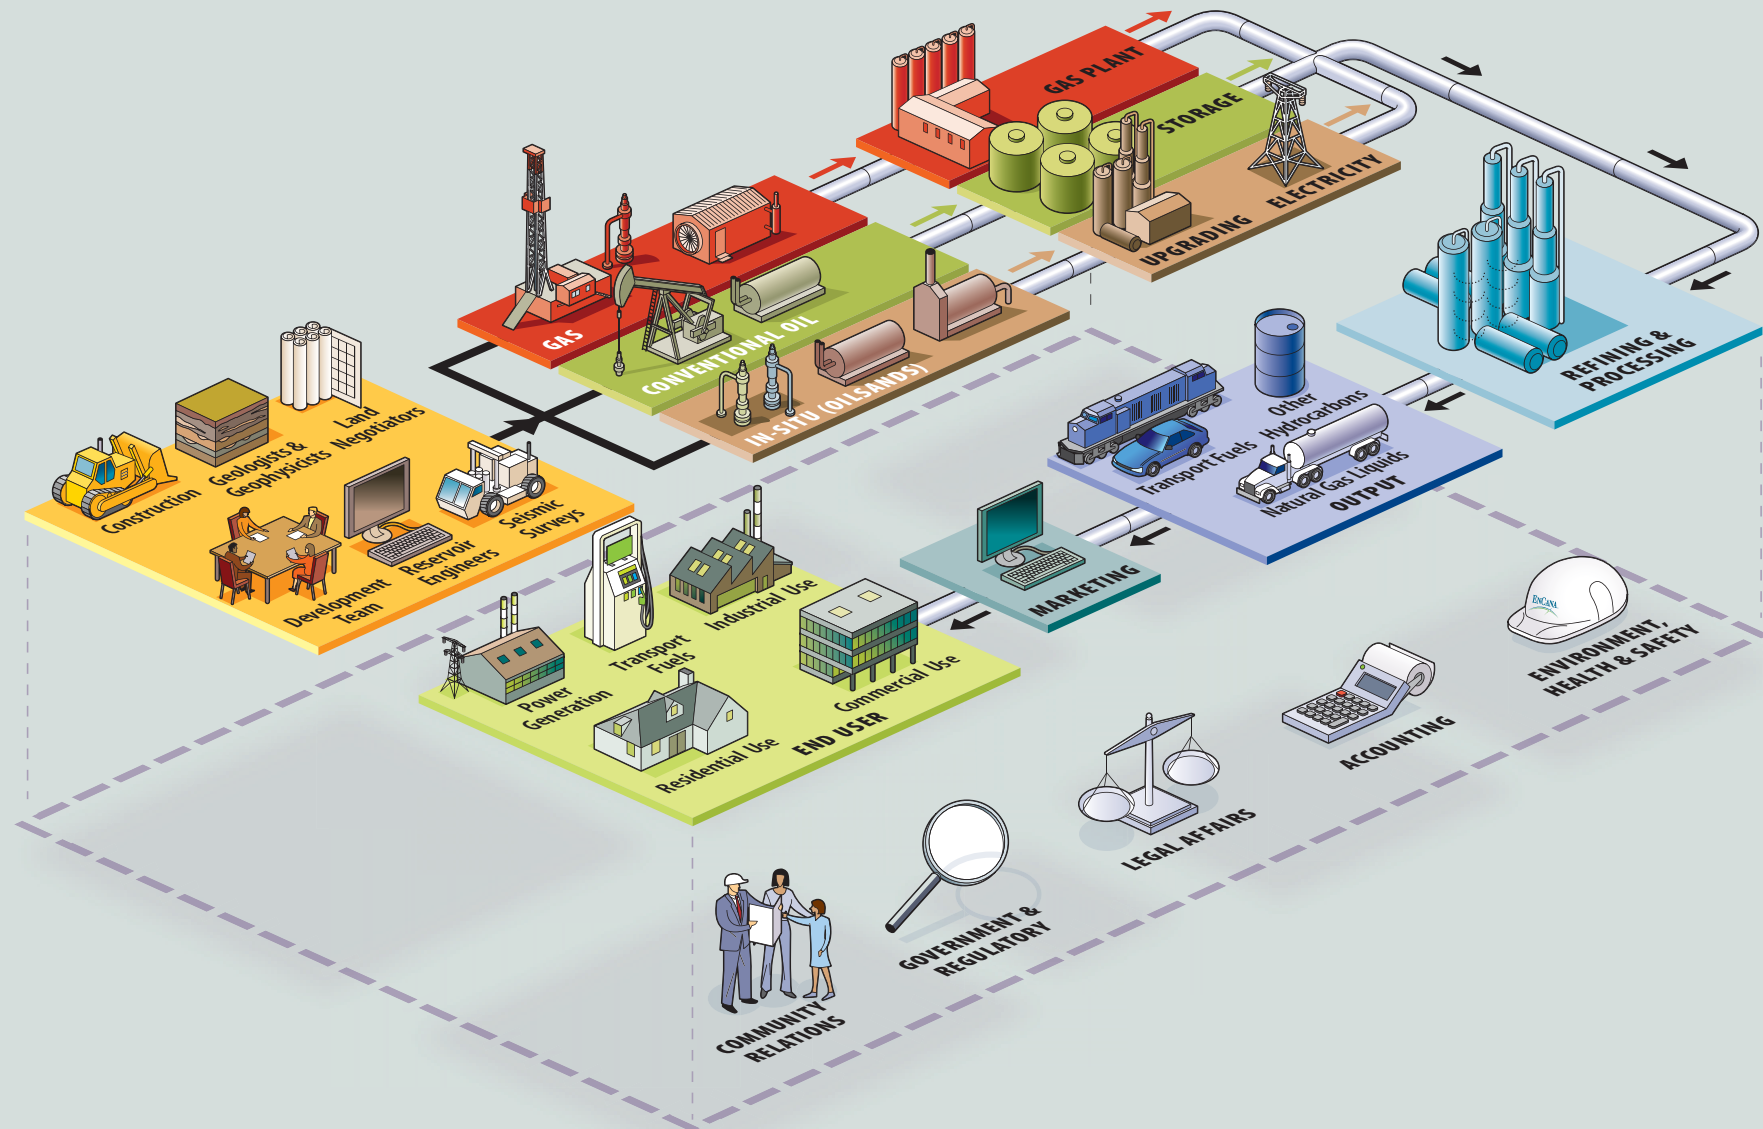 GAS PLANT
STORAGE
UPGRADING
ELECTRICITY
GAS
CONVENTIONAL OIL
IN-SITU (OILSANDS)
REFINING &
PROCESSING
Construction
Geologists &
Geophysicists
Land
Negotiators
Development
Team
Reservoir
Engineers
Seismic
Surveys
Transport Fuels
Other
Hydrocarbons
Natural Gas Liquids
OUTPUT
MARKETING
Power
Generation
Transport
Fuels
Industrial Use
Residential Use
Commercial Use
END USER
ENCANA
ENVIRONMENT,
HEALTH & SAFETY
ACCOUNTING
LEGAL AFFAIRS
GOVERNMENT &
REGULATORY
COMMUNITY
RELATIONS